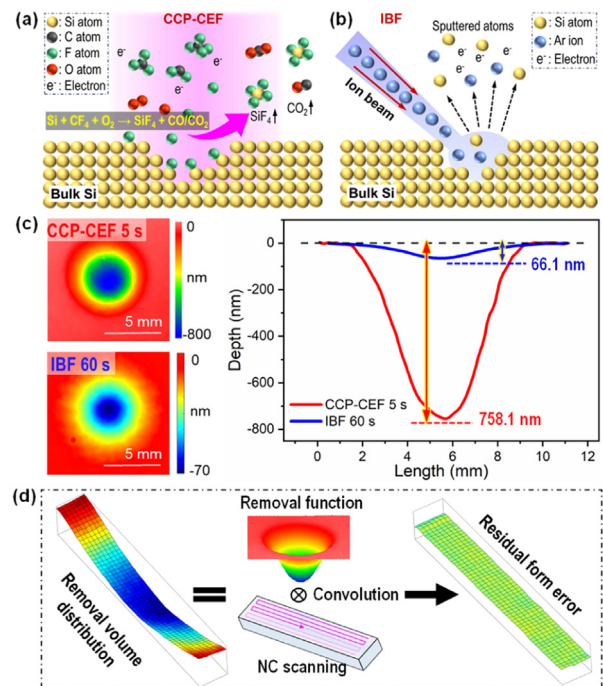 (a)
CCP-CEF
:Si atom
:C atom
:F atom
:O atom
e⁻: Electron
e⁻
e⁻
e⁻
e⁻
e⁻
Si + CF₄ + O₂ → SiF₄ + CO/CO₂
SiF₄
CO₂
Bulk Si
(b)
IBF
Sputtered atoms
:Si atom
:Ar ion
e⁻: Electron
e⁻
e⁻
e⁻
e⁻
Ion beam
Bulk Si
(c)
CCP-CEF 5 s
5 mm
0
nm
-800
IBF 60 s
5 mm
0
nm
-70
0
-200
-400
-600
-800
Depth (nm)
66.1 nm
758.1 nm
CCP-CEF 5 s
IBF 60 s
0
2
4
6
8
10
12
Length (mm)
(d)
Removal volume
distribution
Removal function
Convolution
NC scanning
Residual form error